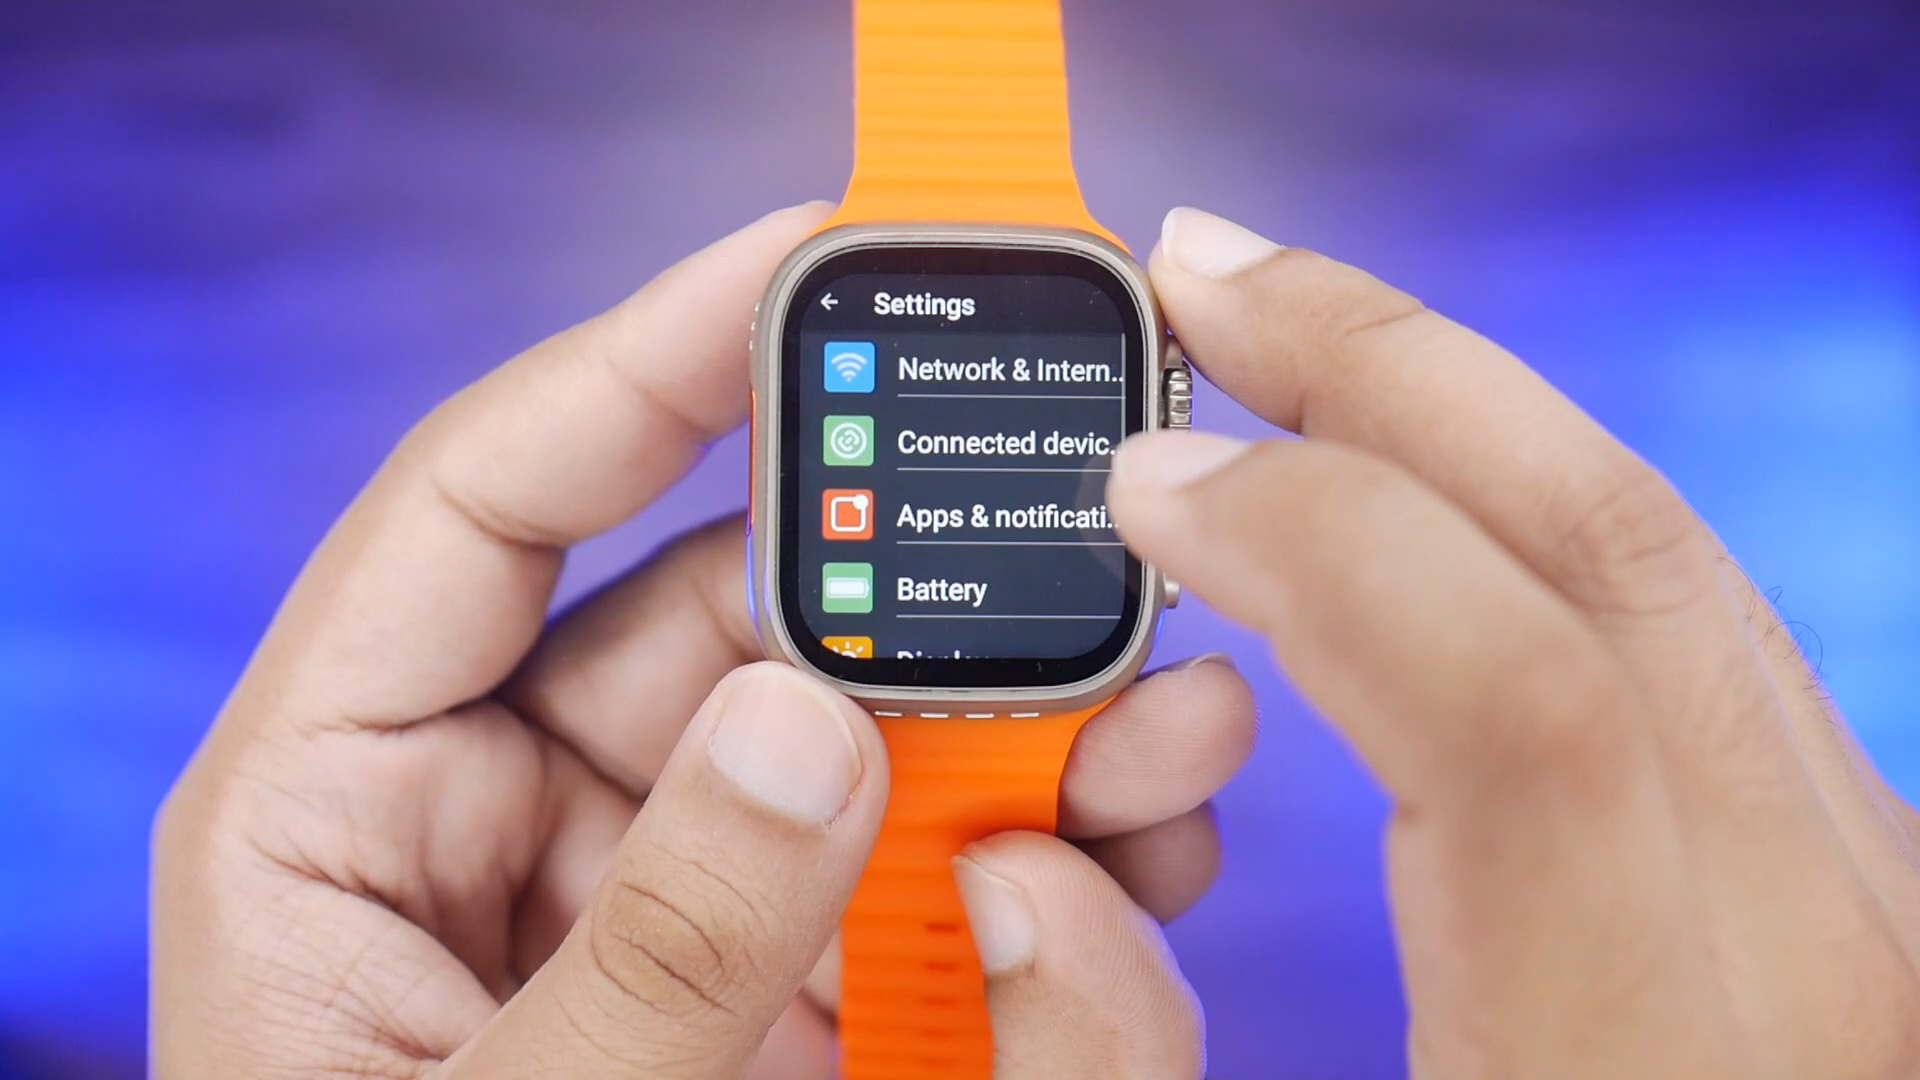 Settings
Network & Intern..
Connected devic..
Apps & notificati..
Battery